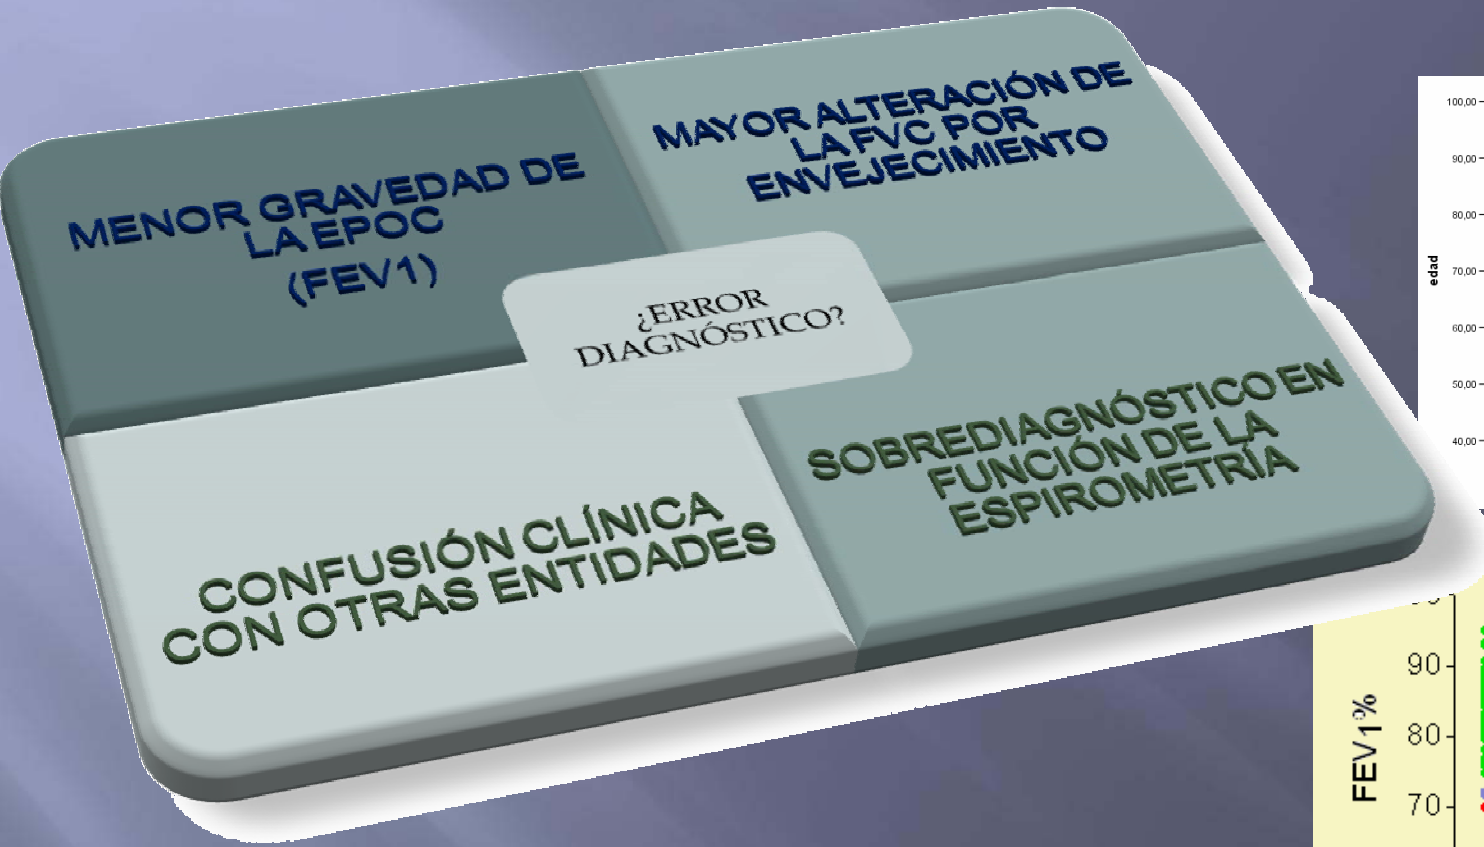 MENOR GRAVEDAD DE
LA EPOC
(FEV1)
MAYOR ALTERACIÓN DE
LA FVC POR
ENVEJECIMIENTO
¿ERROR
DIAGNÓSTICO?
CONFUSIÓN CLÍNICA
CON OTRAS ENTIDADES
SOBREDIAGNÓSTICO EN
FUNCIÓN DE LA
ESPIROMETRÍA
100,00
90,00
80,00
edad
70,00
60,00
50,00
40,00
90
80
FEV1%
70